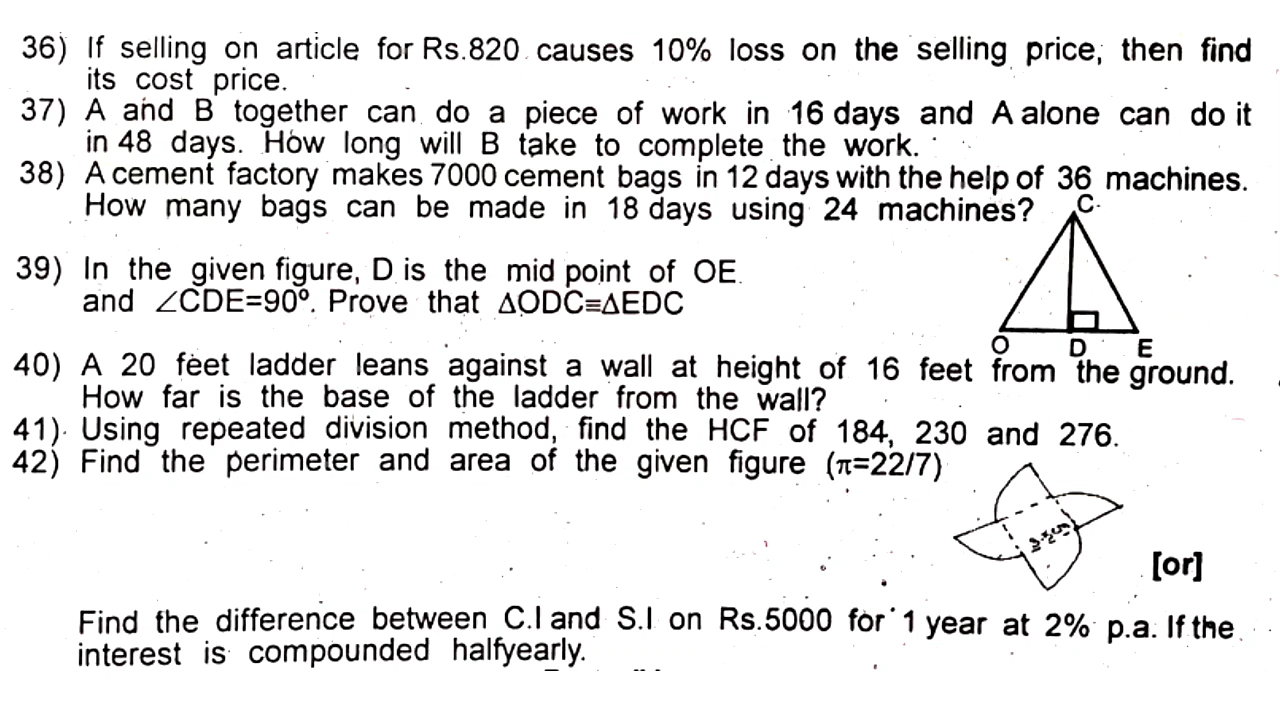 36) If selling on article for Rs.820 causes 10% loss on the selling price, then find
its cost price.
37) A and B together can do a piece of work in 16 days and A alone can do it
in 48 days. How long will B take to complete the work.
38) A cement factory makes 7000 cement bags in 12 days with the help of 36 machines.
How many bags can be made in 18 days using 24 machines?
C
39) In the given figure, D is the mid point of OE
and ∠CDE=90º. Prove that ΔODC≡ΔEDC
O D E
40) A 20 feet ladder leans against a wall at height of 16 feet from the ground.
How far is the base of the ladder from the wall?
41) Using repeated division method, find the HCF of 184, 230 and 276.
42) Find the perimeter and area of the given figure (π=22/7)
[or]
Find the difference between C.I and S.I on Rs.5000 for 1 year at 2% p.a. If the
interest is compounded halfyearly.